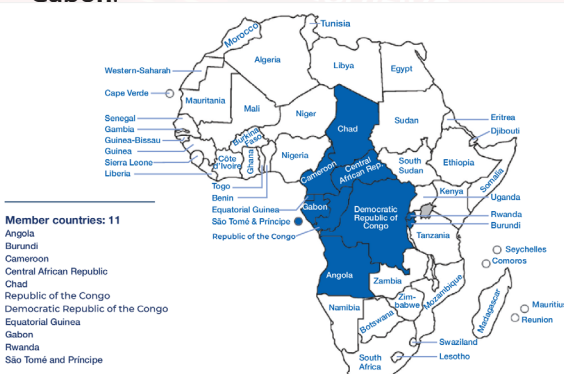 Gabon.
Tunisia
Morocco
Algeria
Libya
Egypt
Western-Saharah
Cape Verde
Mauritania
Mali
Niger
Chad
Sudan
Eritrea
Djibouti
Senegal
Gambia
Guinea-Bissau
Guinea
Sierra Leone
Liberia
Burkina
Faso
Côte
d'Ivoire
Ghana
Nigeria
Cameroon
Central
African Rep.
South
Sudan
Ethiopia
Somalia
Togo
Benin
Equatorial Guinea
São Tomé & Príncipe
Republic of the Congo
Gabon
Democratic
Republic of
Congo
Kenya
Uganda
Rwanda
Burundi
Tanzania
Seychelles
Comoros
Angola
Zambia
Zim-
babwe
Mozambique
Madagascar
Mauritiu
Reunion
Namibia
Botswana
Swaziland
Lesotho
South
Africa
Member countries: 11
Angola
Burundi
Cameroon
Central African Republic
Chad
Republic of the Congo
Democratic Republic of the Congo
Equatorial Guinea
Gabon
Rwanda
São Tomé and Príncipe